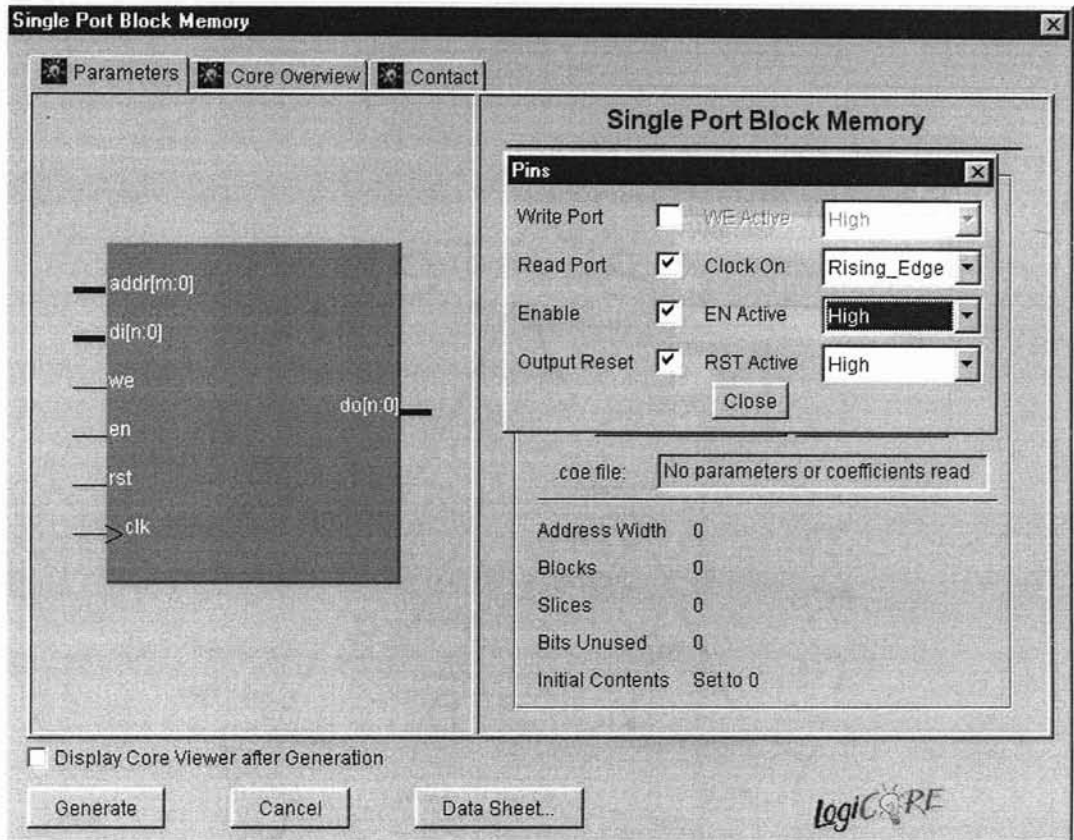 Single Port Block Memory
Parameters
Core Overview
Contact
addr[m:0]
di[n:0]
we
en
rst
clk
do[n:0]
Single Port Block Memory
Pins
Write Port WE Active High
Read Port Clock On Rising_Edge
Enable EN Active High
Output Reset RST Active High
Close
.coe file: No parameters or coefficients read
Address Width 0
Blocks 0
Slices 0
Bits Unused 0
Initial Contents Set to 0
Display Core Viewer after Generation
Generate Cancel Data Sheet...
LogiCORE